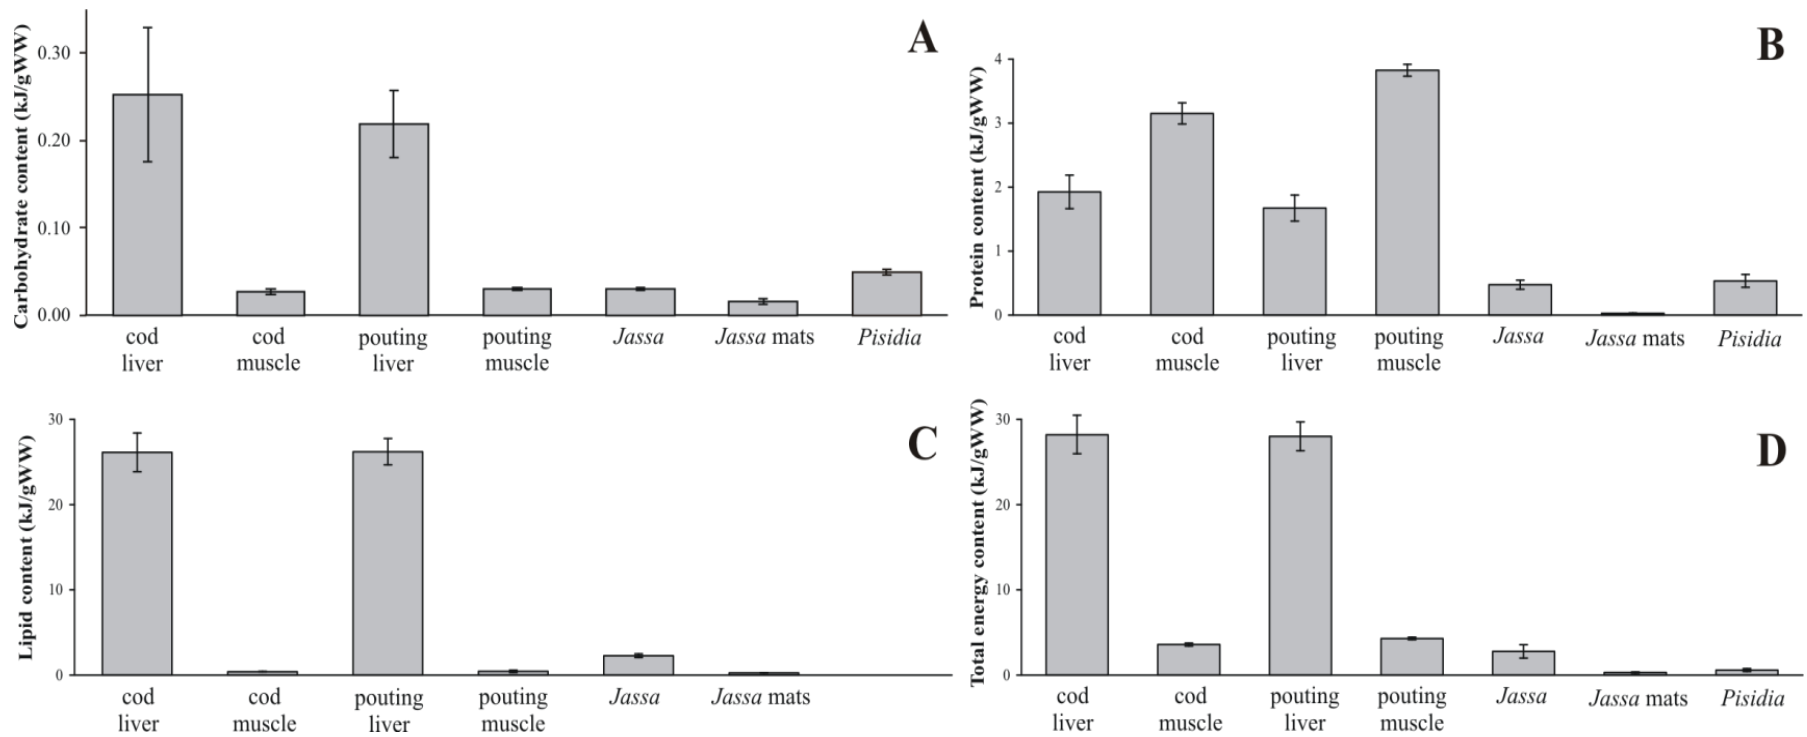 A
Carbohydrate content (kJ/gWW)
0.30
0.20
0.10
0.00
cod liver
cod muscle
pouting liver
pouting muscle
Jassa
Jassa mats
Pisidia
B
Protein content (kJ/gWW)
4
3
2
1
0
cod liver
cod muscle
pouting liver
pouting muscle
Jassa
Jassa mats
Pisidia
C
Lipid content (kJ/gWW)
30
20
10
0
cod liver
cod muscle
pouting liver
pouting muscle
Jassa
Jassa mats
D
Total energy content (kJ/gWW)
30
20
10
0
cod liver
cod muscle
pouting liver
pouting muscle
Jassa
Jassa mats
Pisidia